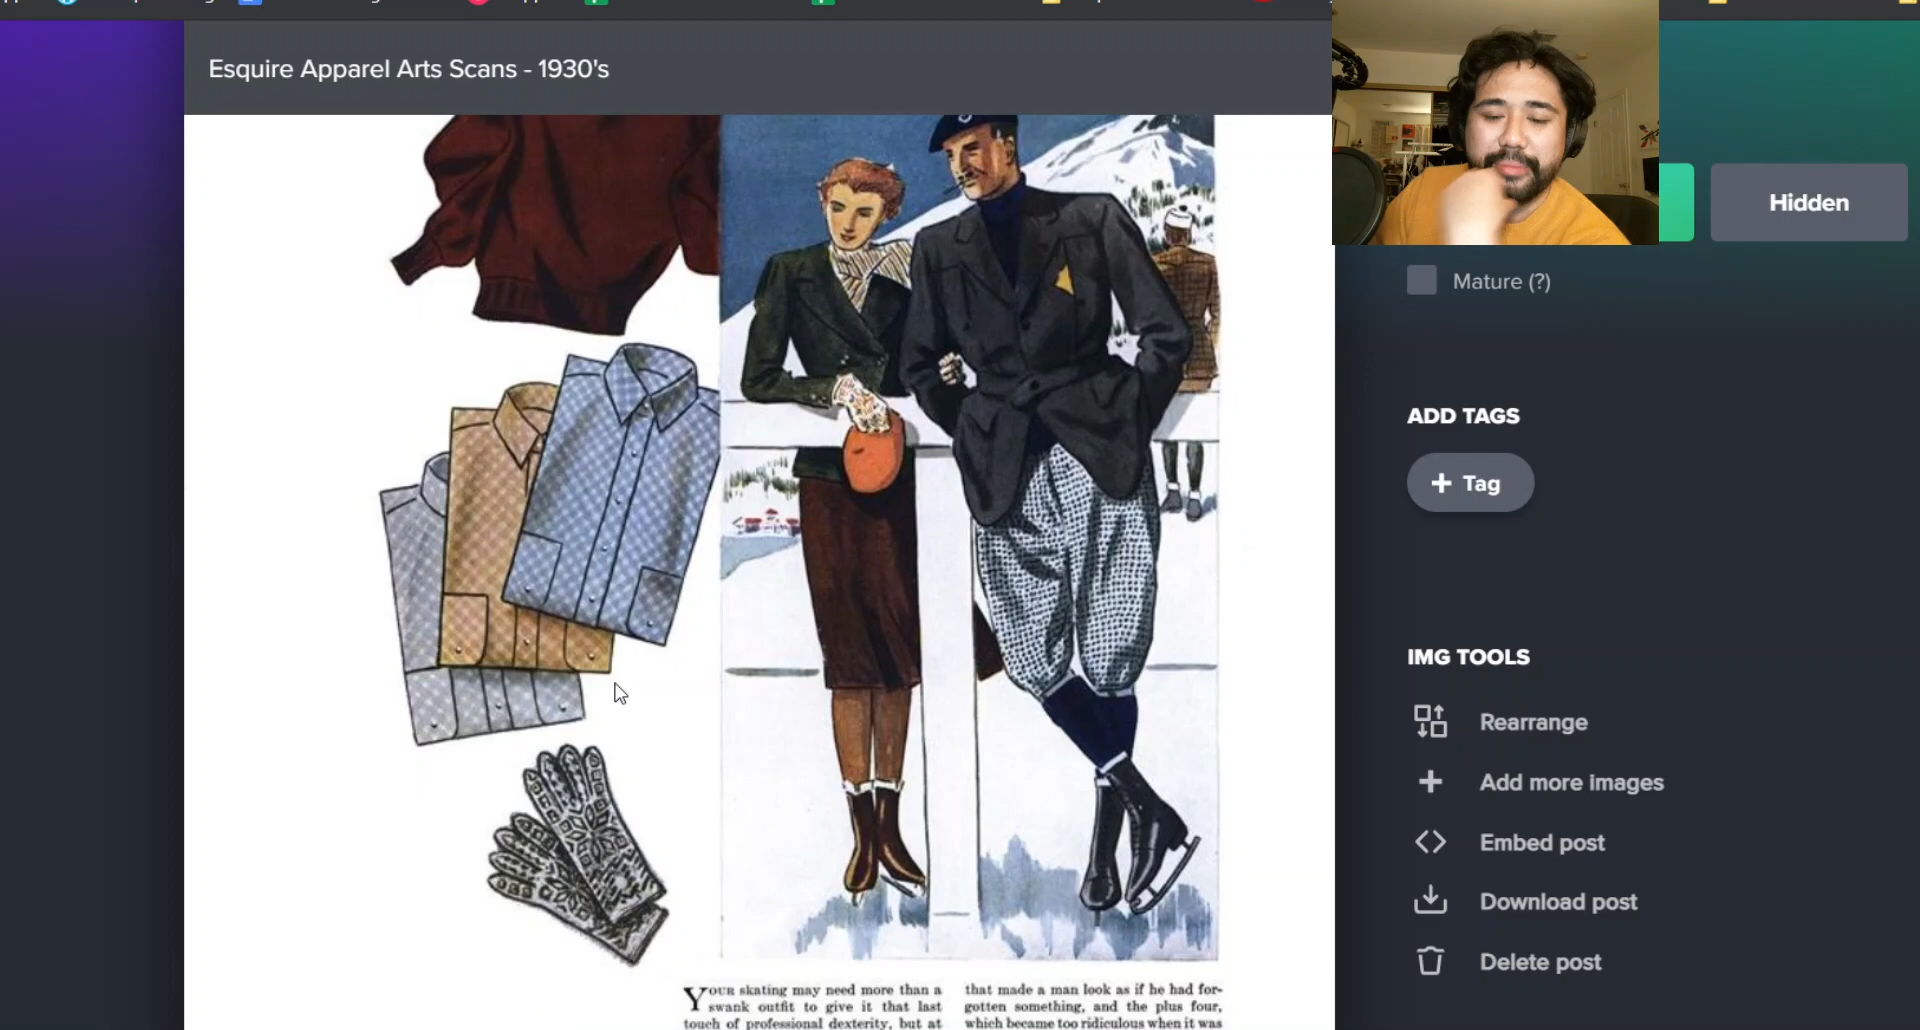 Esquire Apparel Arts Scans - 1930's
Hidden
Mature (?)
ADD TAGS
+ Tag
IMG TOOLS
Rearrange
Add more images
Embed post
Download post
Delete post
YOUR skating may need more than a
swank outfit to give it that last
touch of professional dexterity, but at
that made a man look as if he had for-
gotten something, and the plus four,
which became too ridiculous when it was